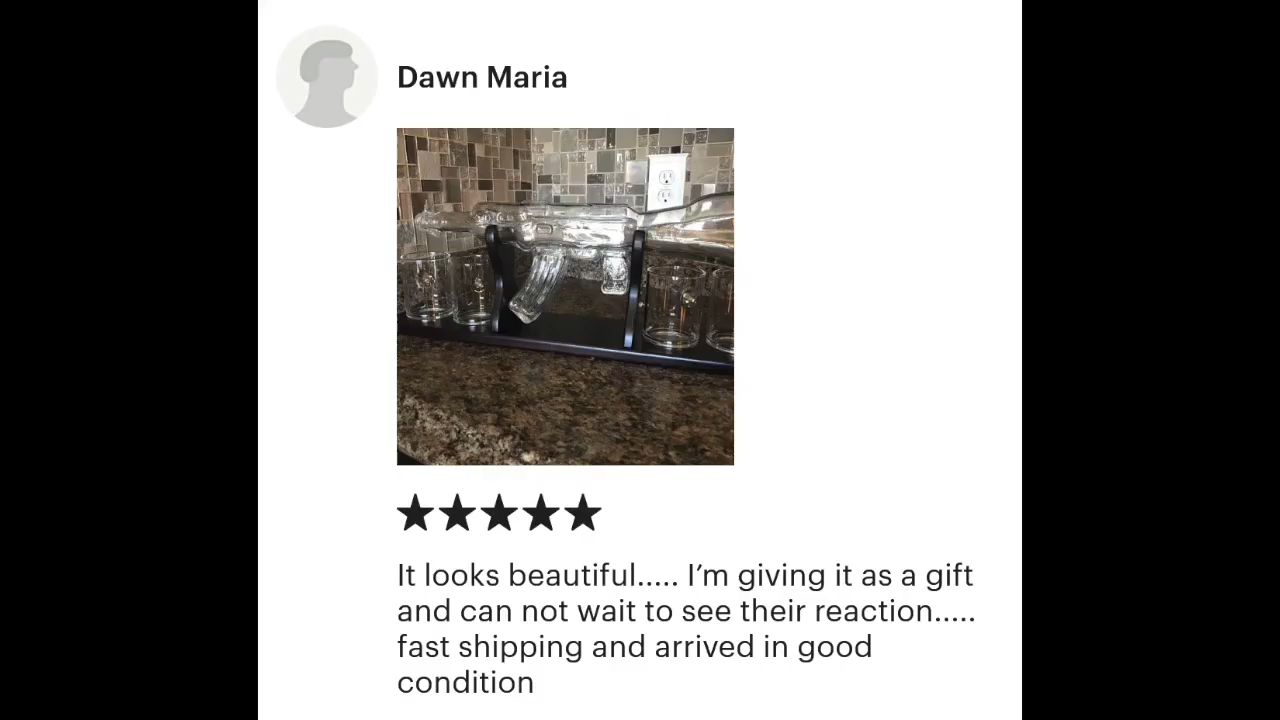 Dawn Maria
It looks beautiful..... I’m giving it as a gift
and can not wait to see their reaction.....
fast shipping and arrived in good
condition